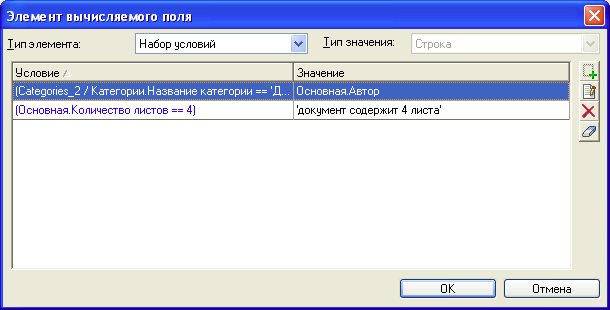 Элемент вычисляемого поля
Тип элемента: Набор условий Тип значения: Строка
Условие Значение
(Categories_2 / Категории.Название категории == 'Д... Основная.Автор
(Основная.Количество листов == 4) 'документ содержит 4 листа'
OK Отмена